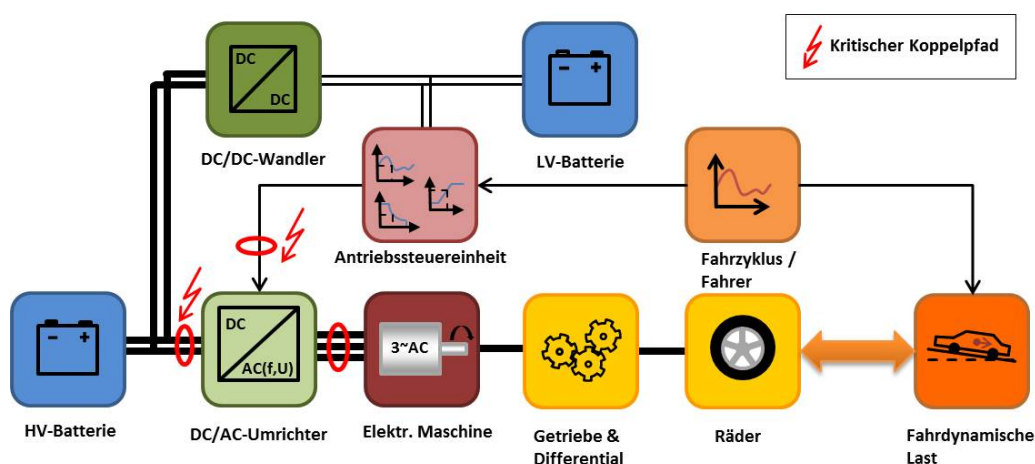 Kritischer Koppelpfad
DC
DC
DC/DC-Wandler
LV-Batterie
Antriebssteuereinheit
Fahrzyklus /
Fahrer
DC
AC(f,U)
3~AC
HV-Batterie
DC/AC-Umrichter
Elektr. Maschine
Getriebe &
Differential
Räder
Fahrdynamische
Last